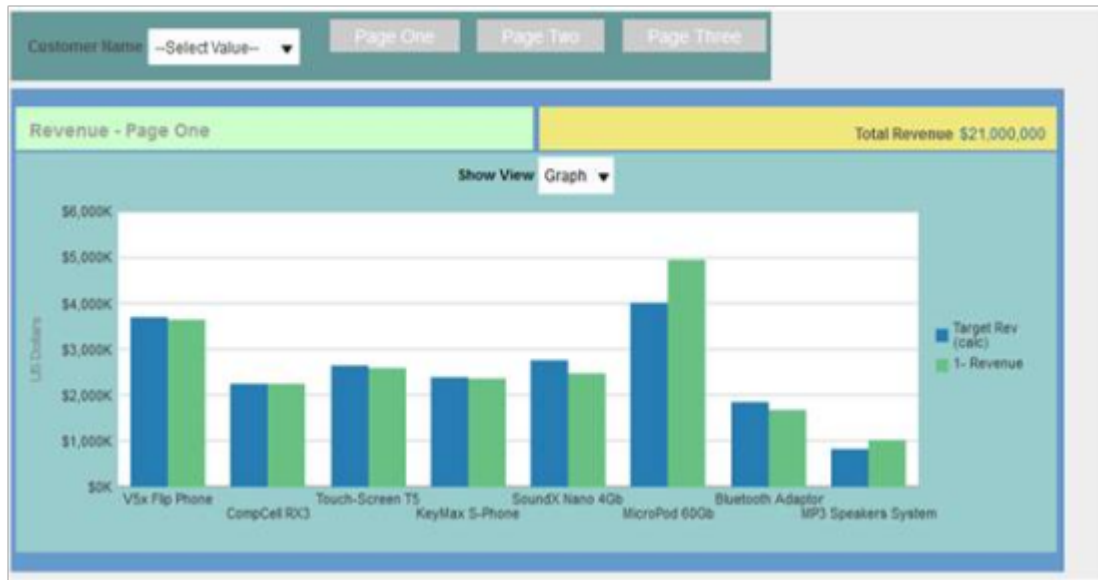 Customer Name --Select Value-- Page One Page Two Page Three
Revenue - Page One Total Revenue $21,000,000
Show View Graph
$6,000K
$5,000K
$4,000K
$3,000K
$2,000K
$1,000K
$0K
US Dollars
V5x Flip Phone
CompCell RX3
Touch-Screen T5
KeyMax S-Phone
SoundX Nano 4Gb
MicroPod 60Gb
Bluetooth Adaptor
MP3 Speakers System
Target Rev
(calc)
1- Revenue